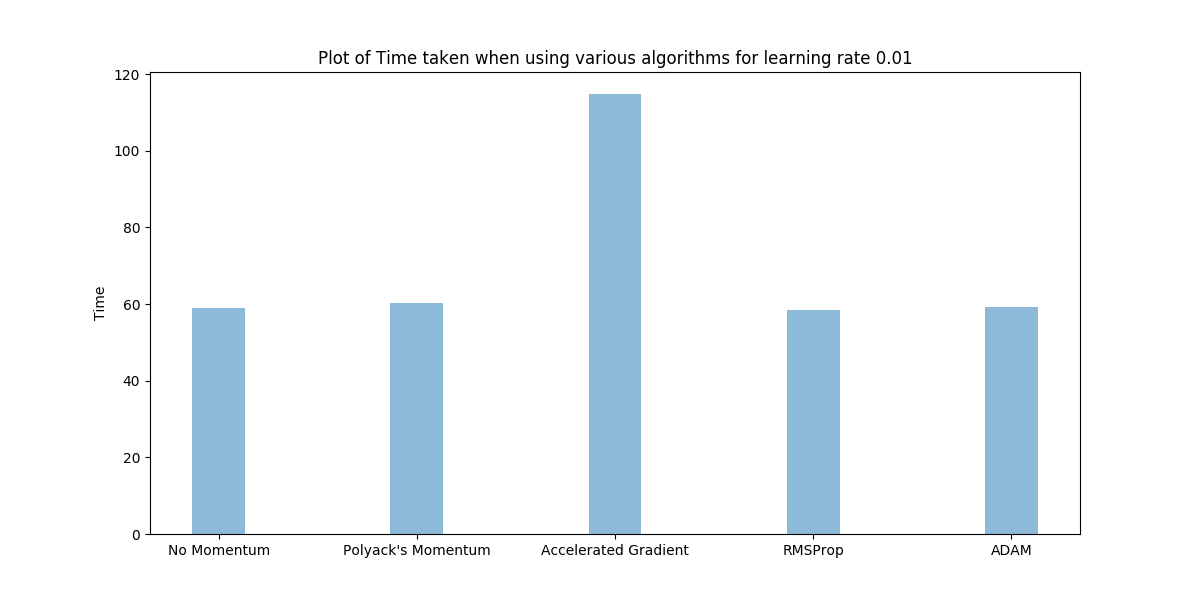 Plot of Time taken when using various algorithms for learning rate 0.01
120
100
80
60
40
20
0
Time
No Momentum
Polyack's Momentum
Accelerated Gradient
RMSProp
ADAM